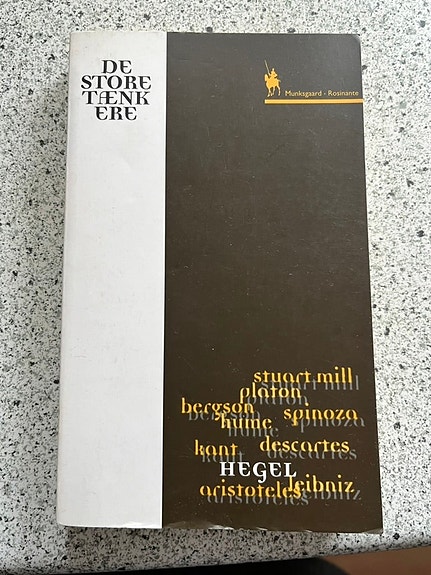 DE
STORE
TÆNK
ERE
Munksgaard · Rosinante
stuart mill
platon
bergson spinoza
hume
kant descartes
HEGEL
aristoteles leibniz